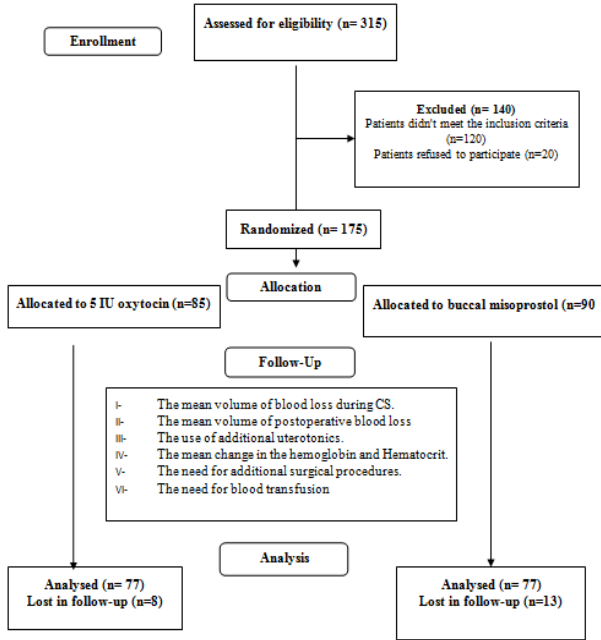 Assessed for eligibility (n= 315)
Enrollment
Excluded (n= 140)
Patients didn't meet the inclusion criteria
(n=120)
Patients refused to participate (n=20)
Randomized (n= 175)
Allocation
Allocated to 5 IU oxytocin (n=85)
Allocated to buccal misoprostol (n=90
Follow-Up
I- The mean volume of blood loss during CS.
II- The mean volume of postoperative blood loss
III- The use of additional uterotonics.
IV- The mean change in the hemoglobin and Hematocrit.
V- The need for additional surgical procedures.
VI- The need for blood transfusion
Analysis
Analysed (n= 77)
Lost in follow-up (n=8)
Analysed (n= 77)
Lost in follow-up (n=13)